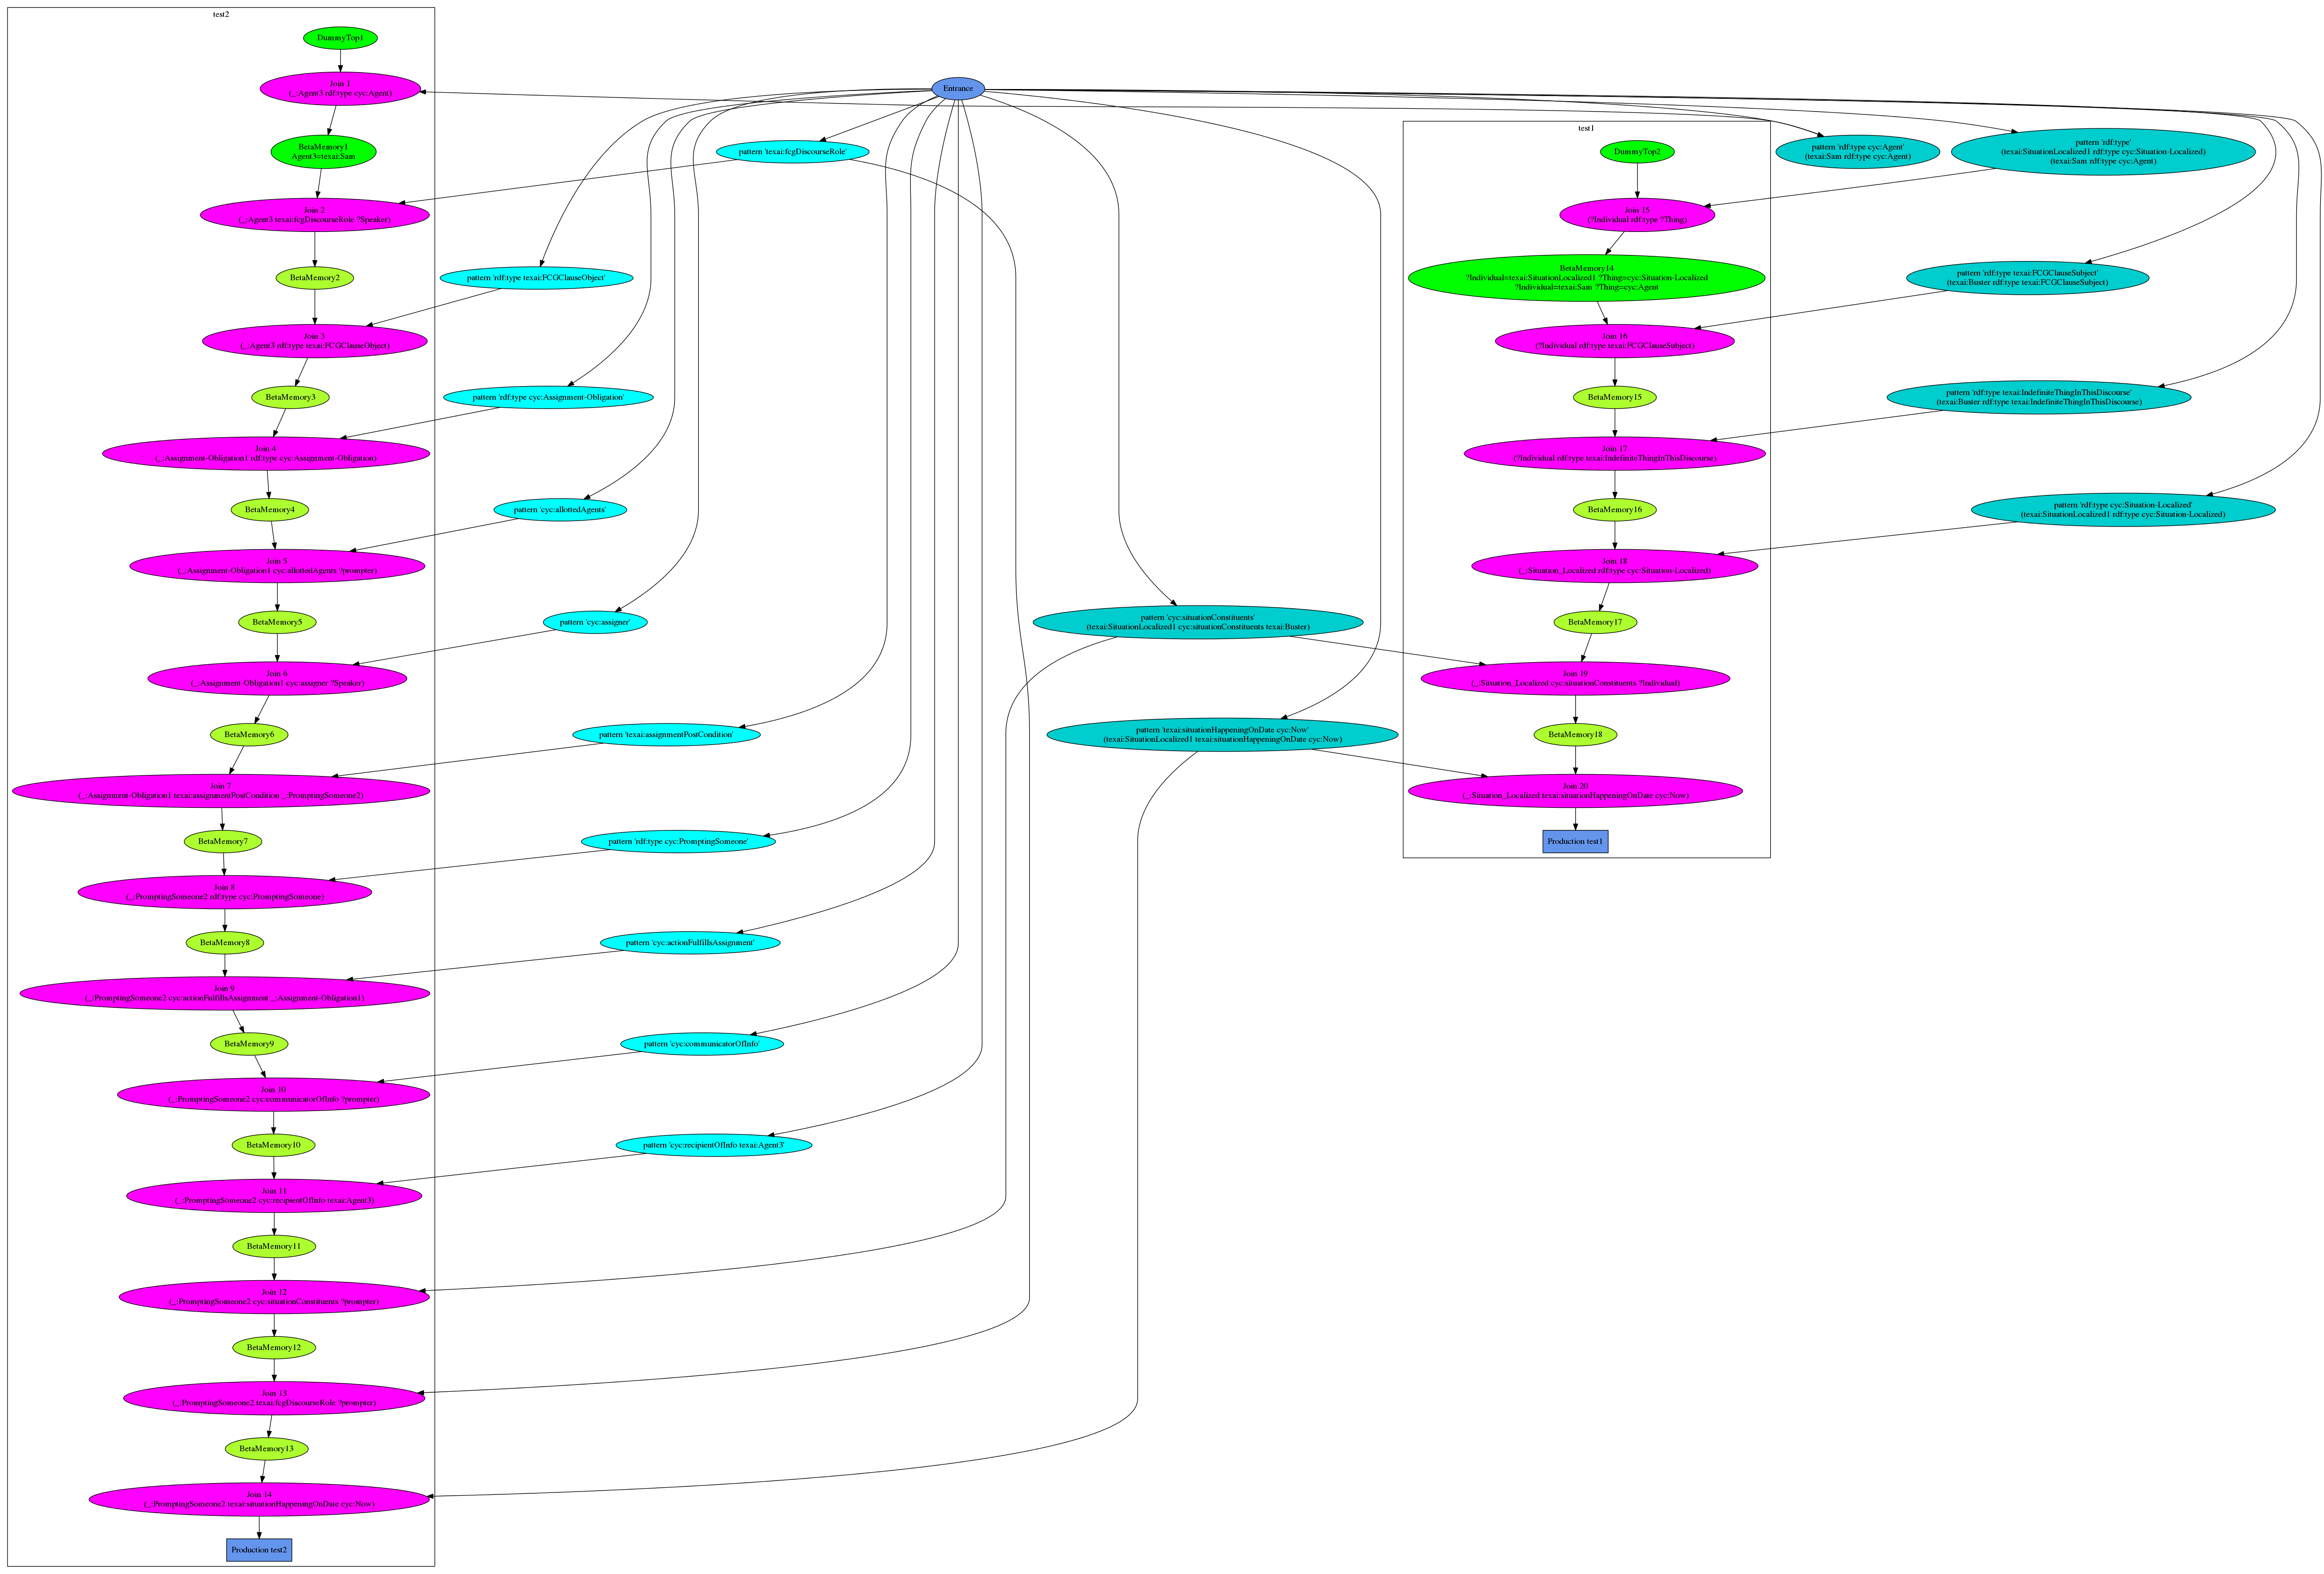 test2
DummyTop1
Join 1
(_:Agent3 rdf:type cyc:Agent)
BetaMemory1
Agent3=texai:Sam
Join 2
(_:Agent3 texai:fcgDiscourseRole ?Speaker)
BetaMemory2
Join 3
(_:Agent3 rdf:type texai:FCGClauseObject)
BetaMemory3
Join 4
(_:Assignment-Obligation1 rdf:type cyc:Assignment-Obligation)
BetaMemory4
Join 5
(_:Assignment-Obligation1 cyc:allottedAgents ?prompter)
BetaMemory5
Join 6
(_:Assignment-Obligation1 cyc:assigner ?Speaker)
BetaMemory6
Join 7
(_:Assignment-Obligation1 texai:assignmentPostCondition _:PromptingSomeone2)
BetaMemory7
Join 8
(_:PromptingSomeone2 rdf:type cyc:PromptingSomeone)
BetaMemory8
Join 9
(_:PromptingSomeone2 cyc:actionFulfillsAssignment _:Assignment-Obligation1)
BetaMemory9
Join 10
(_:PromptingSomeone2 cyc:communicatorOfInfo ?prompter)
BetaMemory10
Join 11
(_:PromptingSomeone2 cyc:recipientOfInfo texai:Agent3)
BetaMemory11
Join 12
(_:PromptingSomeone2 cyc:situationConstituents ?prompter)
BetaMemory12
Join 13
(_:PromptingSomeone2 texai:fcgDiscourseRole ?prompter)
BetaMemory13
Join 14
(_:PromptingSomeone2 texai:situationHappeningOnDate cyc:Now)
Production test2
Entrance
pattern 'texai:fcgDiscourseRole'
pattern 'rdf:type texai:FCGClauseObject'
pattern 'rdf:type cyc:Assignment-Obligation'
pattern 'cyc:allottedAgents'
pattern 'cyc:assigner'
pattern 'texai:assignmentPostCondition'
pattern 'rdf:type cyc:PromptingSomeone'
pattern 'cyc:actionFulfillsAssignment'
pattern 'cyc:communicatorOfInfo'
pattern 'cyc:recipientOfInfo texai:Agent3'
pattern 'cyc:situationConstituents'
(texai:SituationLocalized1 cyc:situationConstituents texai:Buster)
pattern 'texai:situationHappeningOnDate cyc:Now'
(texai:SituationLocalized1 texai:situationHappeningOnDate cyc:Now)
test1
DummyTop2
Join 15
(?Individual rdf:type ?Thing)
BetaMemory14
?Individual=texai:SituationLocalized1 ?Thing=cyc:Situation-Localized
?Individual=texai:Sam ?Thing=cyc:Agent
Join 16
(?Individual rdf:type texai:FCGClauseSubject)
BetaMemory15
Join 17
(?Individual rdf:type texai:IndefiniteThingInThisDiscourse)
BetaMemory16
Join 18
(_:Situation_Localized rdf:type cyc:Situation-Localized)
BetaMemory17
Join 19
(_:Situation_Localized cyc:situationConstituents ?Individual)
BetaMemory18
Join 20
(_:Situation_Localized texai:situationHappeningOnDate cyc:Now)
Production test1
pattern 'rdf:type cyc:Agent'
(texai:Sam rdf:type cyc:Agent)
pattern 'rdf:type'
(texai:SituationLocalized1 rdf:type cyc:Situation-Localized)
(texai:Sam rdf:type cyc:Agent)
pattern 'rdf:type texai:FCGClauseSubject'
(texai:Buster rdf:type texai:FCGClauseSubject)
pattern 'rdf:type texai:IndefiniteThingInThisDiscourse'
(texai:Buster rdf:type texai:IndefiniteThingInThisDiscourse)
pattern 'rdf:type cyc:Situation-Localized'
(texai:SituationLocalized1 rdf:type cyc:Situation-Localized)